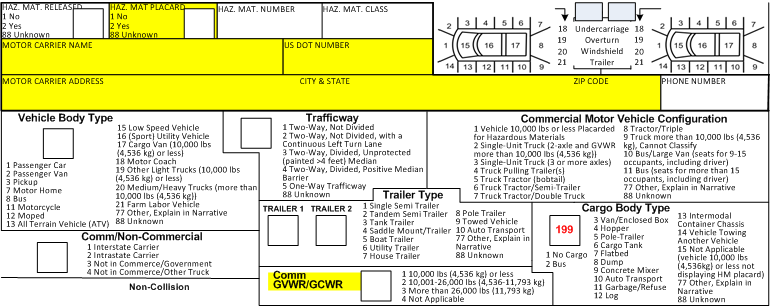 HAZ. MAT. RELEASED
1 No
2 Yes
88 Unknown
HAZ. MAT PLACARD
1 No
2 Yes
88 Unknown
HAZ. MAT. NUMBER
HAZ. MAT. CLASS
MOTOR CARRIER NAME
US DOT NUMBER
2 3 4 5 6
1 15 16 17 7
14 13 12 11 10 9 8
18 Undercarriage 18
19 Overturn 19
20 Windshield 20
21 Trailer 21
2 3 4 5 6
1 15 16 17 7
14 13 12 11 10 9 8
MOTOR CARRIER ADDRESS
CITY & STATE
ZIP CODE
PHONE NUMBER
Vehicle Body Type
1 Passenger Car
2 Passenger Van
3 Pickup
7 Motor Home
8 Bus
11 Motorcycle
12 Moped
13 All Terrain Vehicle (ATV)
15 Low Speed Vehicle
16 (Sport) Utility Vehicle
17 Cargo Van (10,000
lbs (4,536 kg) or less)
18 Motor Coach
19 Other Light Trucks (10,000 lbs
(4,536 kg) or less)
20 Medium/Heavy Trucks (more than
10,000 lbs (4,536 kg))
21 Farm Labor Vehicle
77 Other, Explain in Narrative
88 Unknown
Trafficway
1 Two-Way, Not Divided
2 Two-Way, Not Divided, with a
Continuous Left Turn Lane
3 Two-Way, Divided, Unprotected
(painted >4 feet) Median
4 Two-Way, Divided, Positive Median
Barrier
5 One-Way Trafficway
88 Unknown
Commercial Motor Vehicle Configuration
1 Vehicle 10,000 lbs or less Placarded
for Hazardous Materials
2 Single-Unit Truck (2-axle and GVWR
more than 10,000 lbs (4,536 kg))
3 Single-Unit Truck (3 or more axles)
4 Truck Pulling Trailer(s)
5 Truck Tractor (bobtail)
6 Truck Tractor/Semi-Trailer
7 Truck Tractor/Double Truck
8 Tractor/Triple
9 Truck more than 10,000 lbs (4,536
kg), Cannot Classify
10 Bus/Large Van (seats for 9-15
occupants, including driver)
11 Bus (seats for more than 15
occupants, including driver)
77 Other, Explain in Narrative
88 Unknown
Comm/Non-Commercial
1 Interstate Carrier
2 Intrastate Carrier
3 Not in Commerce/Government
4 Not in Commerce/Other Truck
Non-Collision
Trailer Type
TRAILER 1
TRAILER 2
1 Single Semi Trailer
2 Tandem Semi Trailer
3 Tank Trailer
4 Saddle Mount/Trailer
5 Boat Trailer
6 Utility Trailer
7 House Trailer
8 Pole Trailer
9 Towed Vehicle
10 Auto Transport
77 Other, Explain in
Narrative
88 Unknown
Comm
GVWR/GCWR
1 10,000 lbs (4,536 kg) or less
2 10,001-26,000 lbs (4,536-11,793 kg)
3 More than 26,000 lbs (11,793 kg)
4 Not Applicable
Cargo Body Type
199
1 No Cargo
2 Bus
3 Van/Enclosed Box
4 Hopper
5 Pole-Trailer
6 Cargo Tank
7 Flatbed
8 Dump
9 Concrete Mixer
10 Auto Transport
11 Garbage/Refuse
12 Log
13 Intermodal
Container Chassis
14 Vehicle Towing
Another Vehicle
15 Not Applicable
(vehicle 10,000 lbs
(4,536kg) or less not
displaying HM placard)
77 Other, Explain in
Narrative
88 Unknown